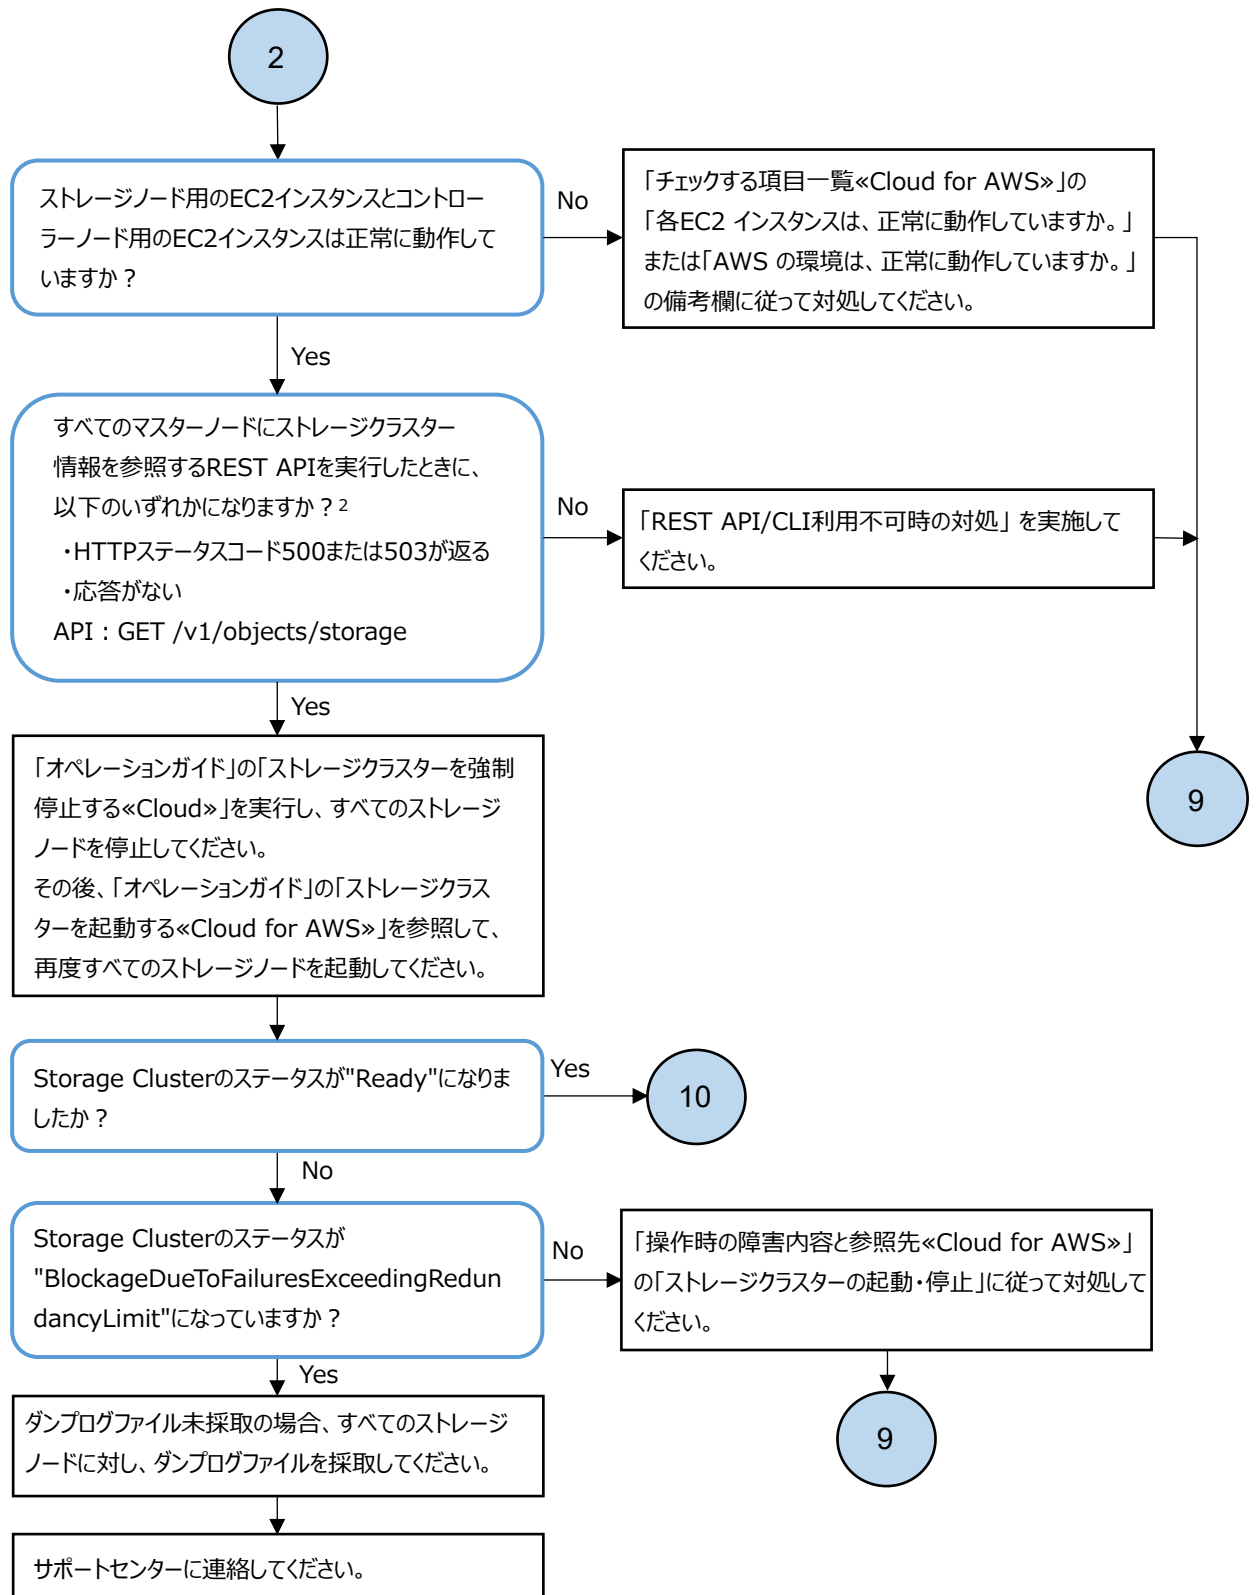 2
ストレージノード用のEC2インスタンスとコントロー
ラーノード用のEC2インスタンスは正常に動作して
いますか？
No
「チェックする項目一覧«Cloud for AWS»」の
「各EC2 インスタンスは、正常に動作していますか。」
または「AWS の環境は、正常に動作していますか。」
の備考欄に従って対処してください。
Yes
すべてのマスターノードにストレージクラスター
情報を参照するREST APIを実行したときに、
以下のいずれかになりますか？2
・HTTPステータスコード500または503が返る
・応答がない
API：GET /v1/objects/storage
No
「REST API/CLI利用不可時の対処」 を実施して
ください。
Yes
「オペレーションガイド」の「ストレージクラスターを強制
停止する«Cloud»」を実行し、すべてのストレージ
ノードを停止してください。
その後、「オペレーションガイド」の「ストレージクラス
ターを起動する«Cloud for AWS»」を参照して、
再度すべてのストレージノードを起動してください。
9
Storage Clusterのステータスが"Ready"になりま
したか？
Yes
10
No
Storage Clusterのステータスが
"BlockageDueToFailuresExceedingRedun
dancyLimit"になっていますか？
No
「操作時の障害内容と参照先«Cloud for AWS»」
の「ストレージクラスターの起動・停止」に従って対処して
ください。
Yes
ダンプログファイル未採取の場合、すべてのストレージ
ノードに対し、ダンプログファイルを採取してください。
9
サポートセンターに連絡してください。